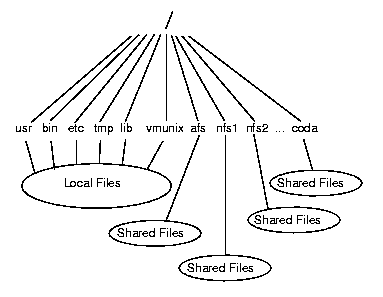 /
usr bin etc tmp lib vmunix afs nfs1 nfs2 ... coda
Local Files
Shared Files
Shared Files
Shared Files
Shared Files